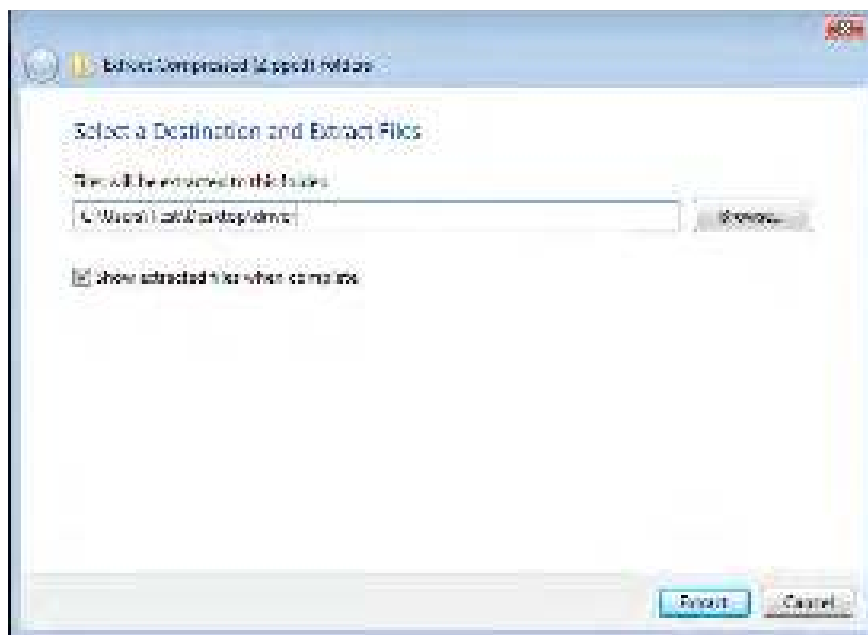 Extract Compressed (Zipped) Folders
Select a Destination and Extract Files
Files will be extracted to this folder:
Browse...
Show extracted files when complete
Extract
Cancel